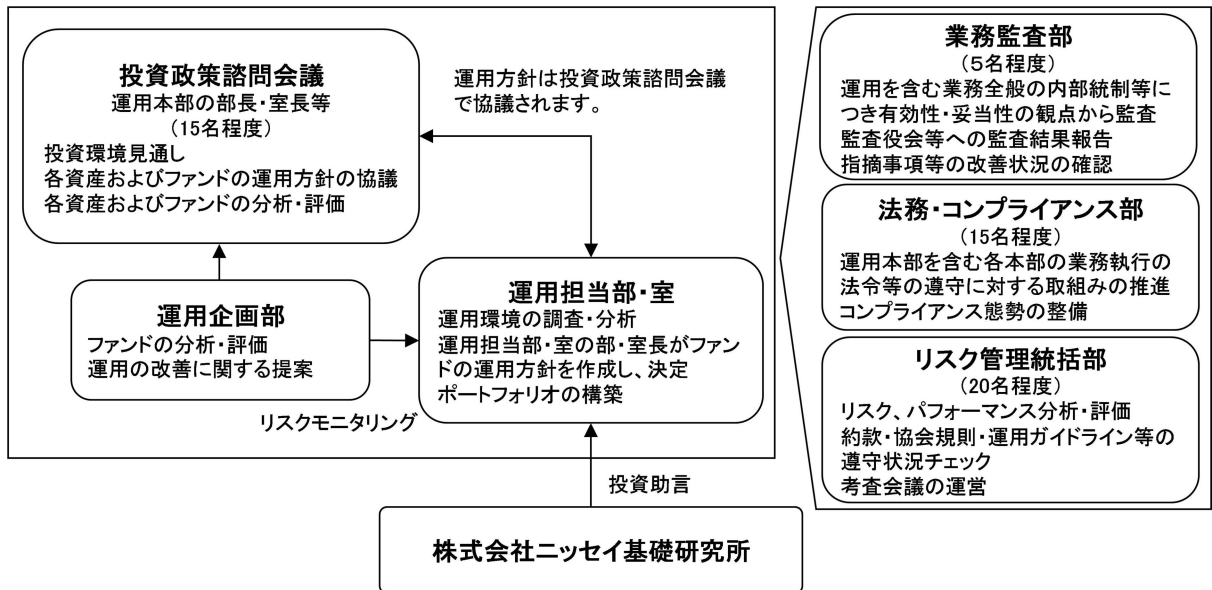 投資政策諮問会議
運用本部の部長・室長等
(15名程度)
投資環境見通し
各資産およびファンドの運用方針の協議
各資産およびファンドの分析・評価
運用方針は投資政策諮問会議
で協議されます。
運用企画部
ファンドの分析・評価
運用の改善に関する提案
運用担当部・室
運用環境の調査・分析
運用担当部・室の部・室長がファン
ドの運用方針を作成し、決定
ポートフォリオの構築
リスクモニタリング
投資助言
株式会社ニッセイ基礎研究所
業務監査部
(5名程度)
運用を含む業務全般の内部統制等に
つき有効性・妥当性の観点から監査
監査役会等への監査結果報告
指摘事項等の改善状況の確認
法務・コンプライアンス部
(15名程度)
運用本部を含む各本部の業務執行の
法令等の遵守に対する取組みの推進
コンプライアンス態勢の整備
リスク管理統括部
(20名程度)
リスク、パフォーマンス分析・評価
約款・協会規則・運用ガイドライン等の
遵守状況チェック
考査会議の運営